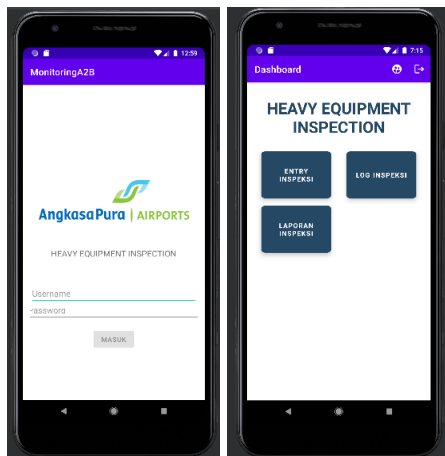 12:59
MonitoringA2B
AngkasaPura | AIRPORTS
HEAVY EQUIPMENT INSPECTION
Username
Password
MASUK
7:15
Dashboard
HEAVY EQUIPMENT
INSPECTION
ENTRY
INSPEKSI
LOG INSPEKSI
LAPORAN
INSPEKSI